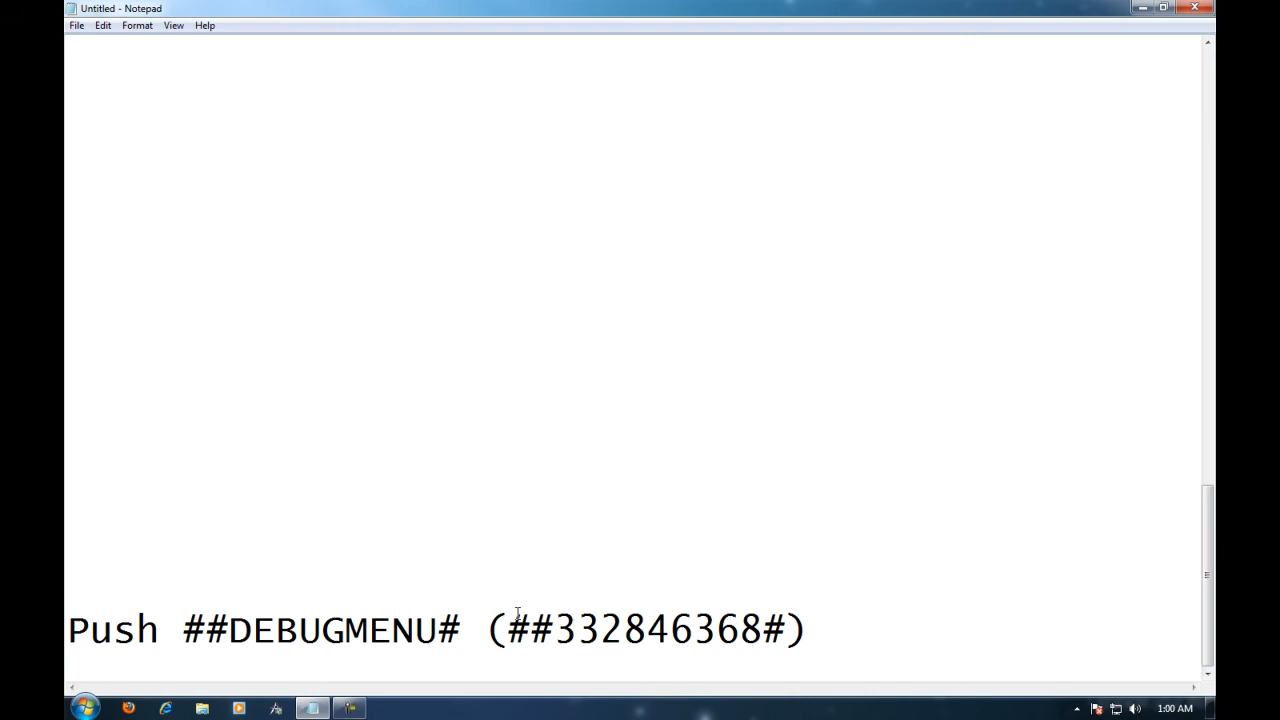 Untitled - Notepad
File Edit Format View Help
Push ##DEBUGMENU# (##332846368#)
1:00 AM